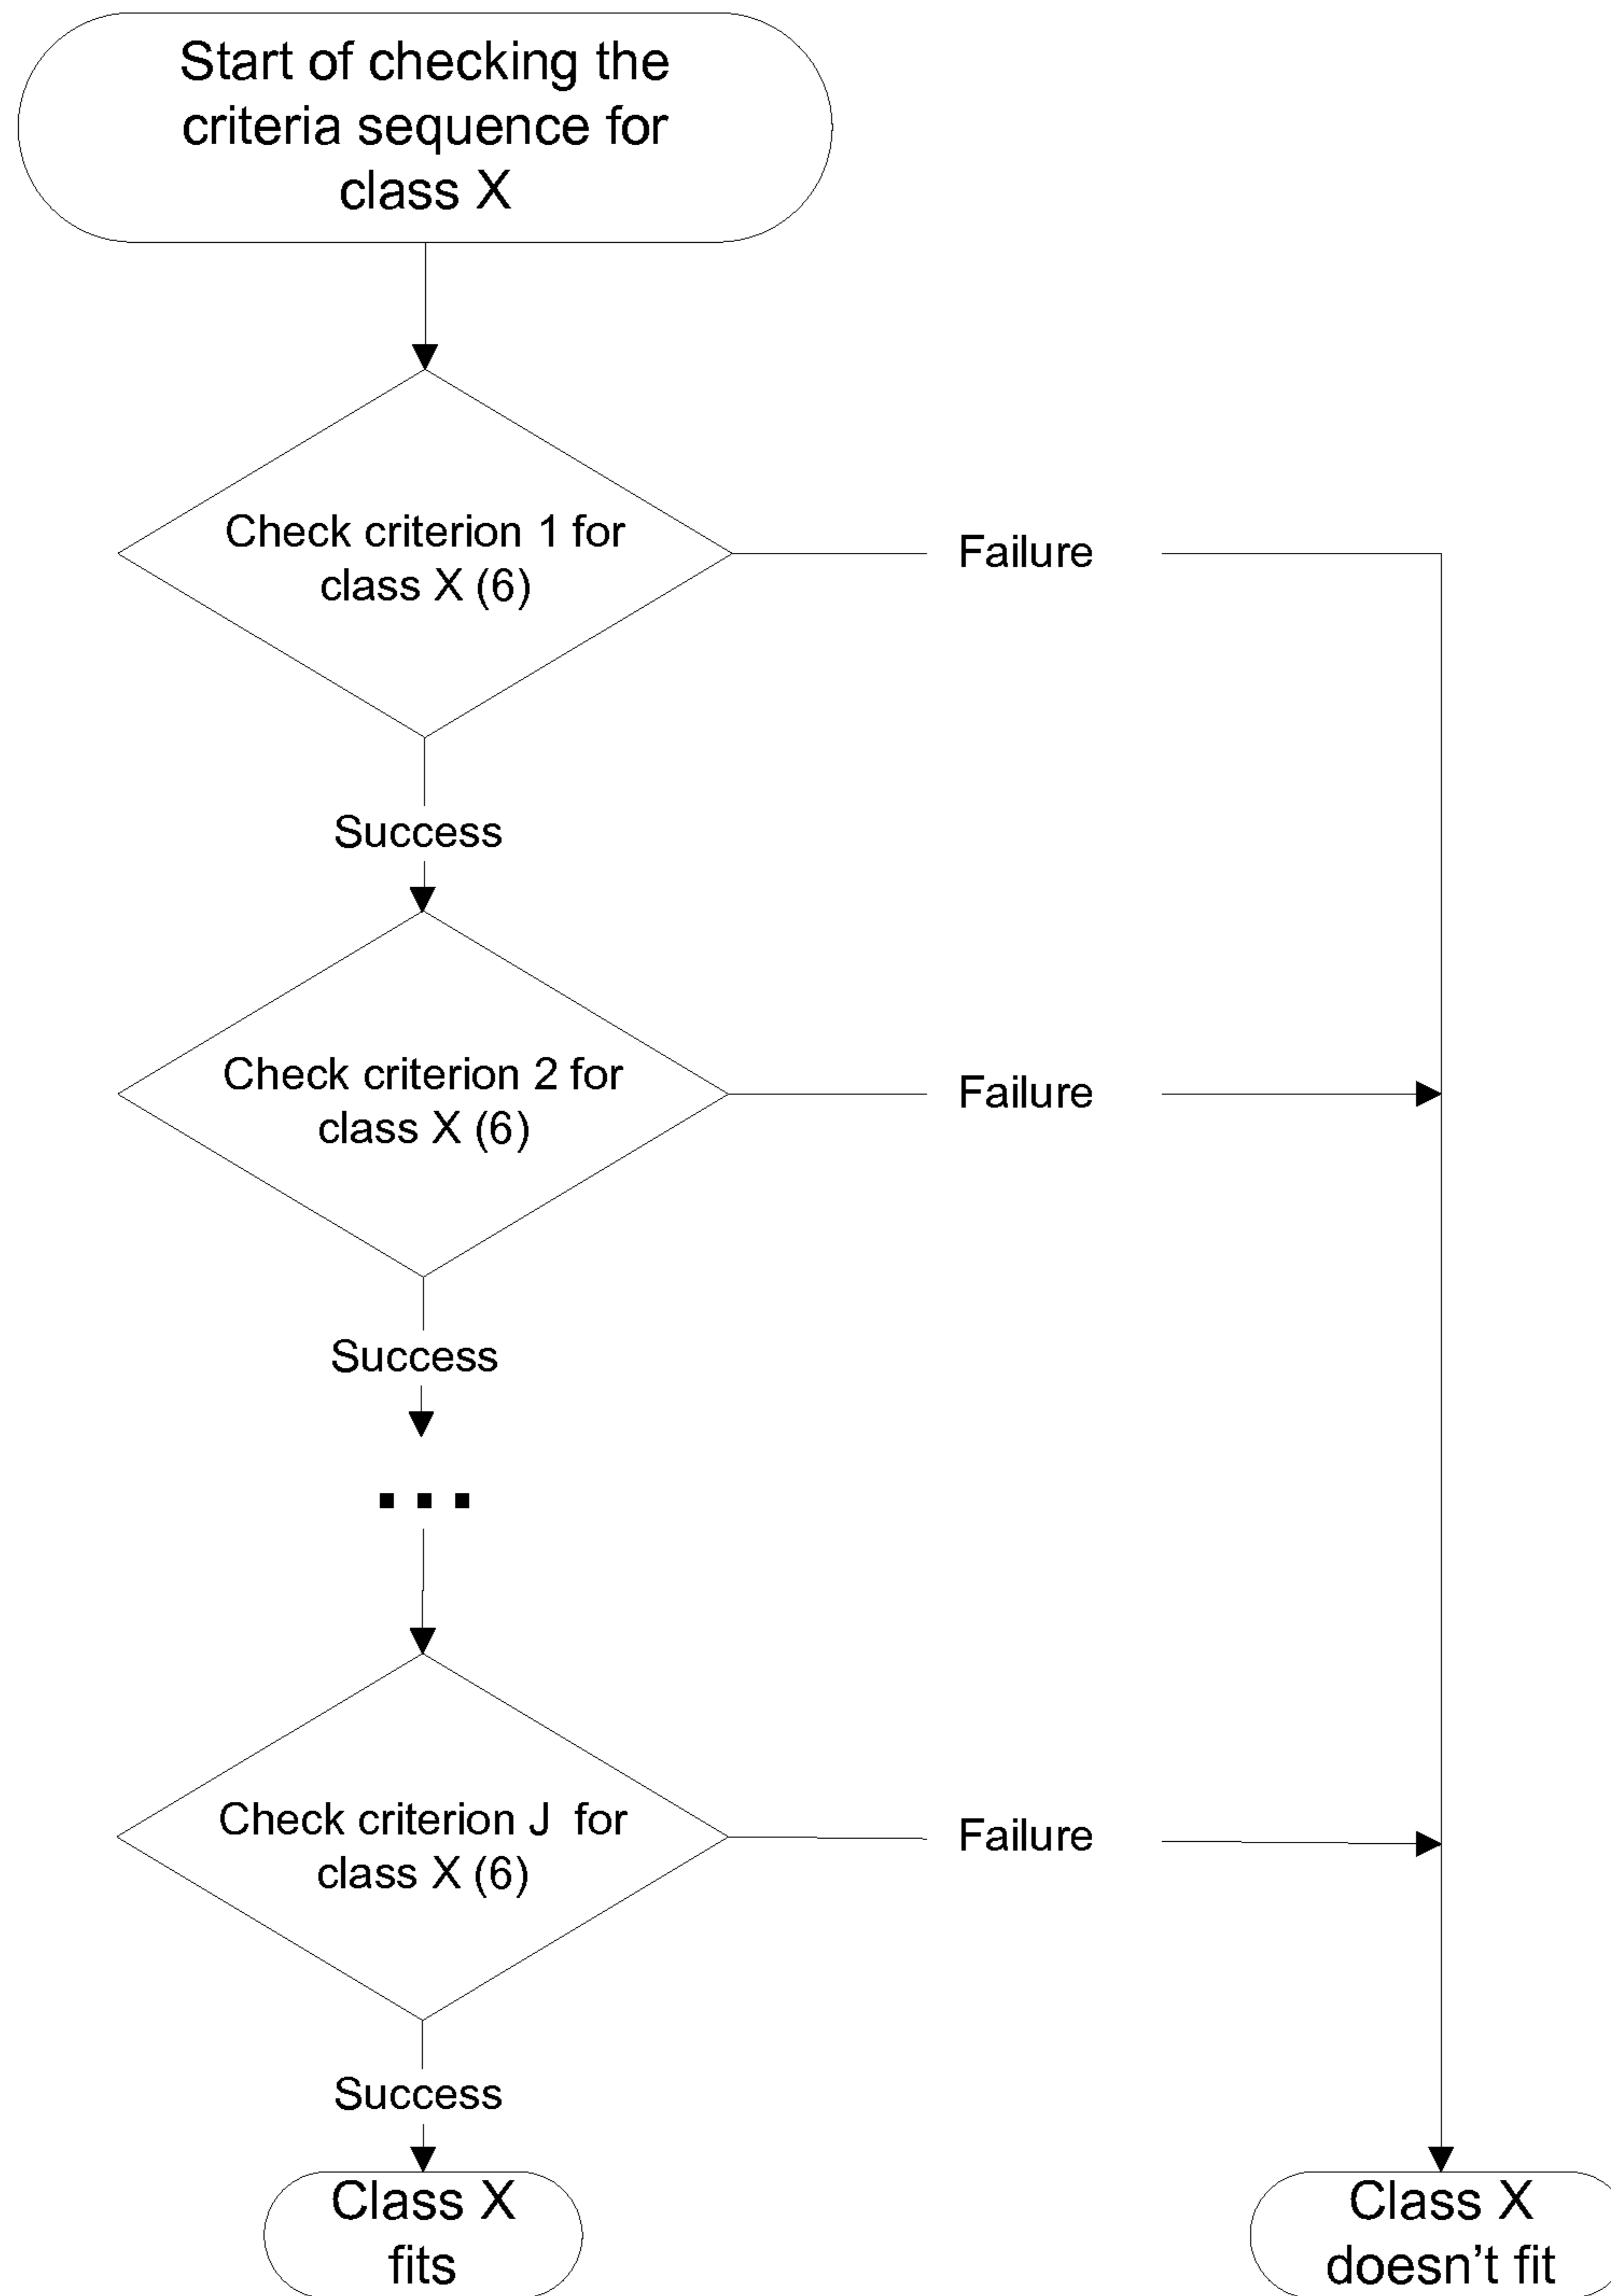 Start of checking the
criteria sequence for
class X
Check criterion 1 for
class X (6)
Failure
Success
Check criterion 2 for
class X (6)
Failure
Success
...
Check criterion J for
class X (6)
Failure
Success
Class X
fits
Class X
doesn't fit